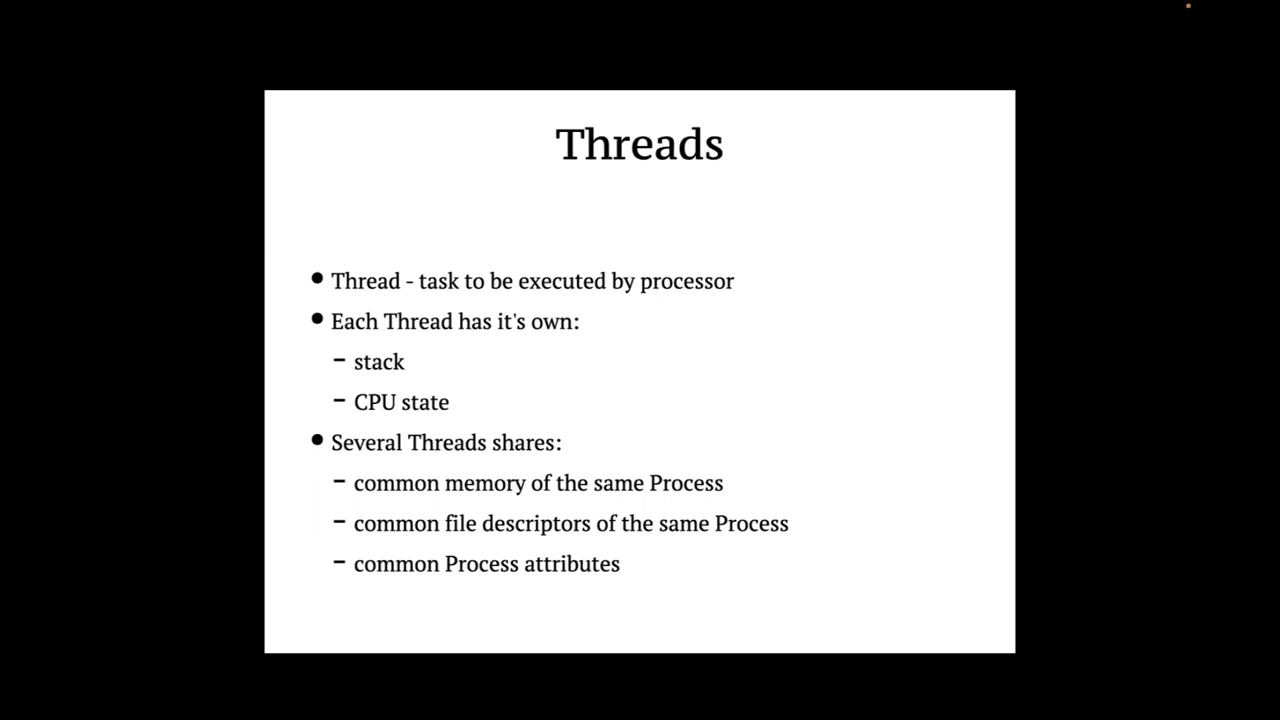 Threads
• Thread - task to be executed by processor
• Each Thread has it's own:
– stack
– CPU state
• Several Threads shares:
– common memory of the same Process
– common file descriptors of the same Process
– common Process attributes